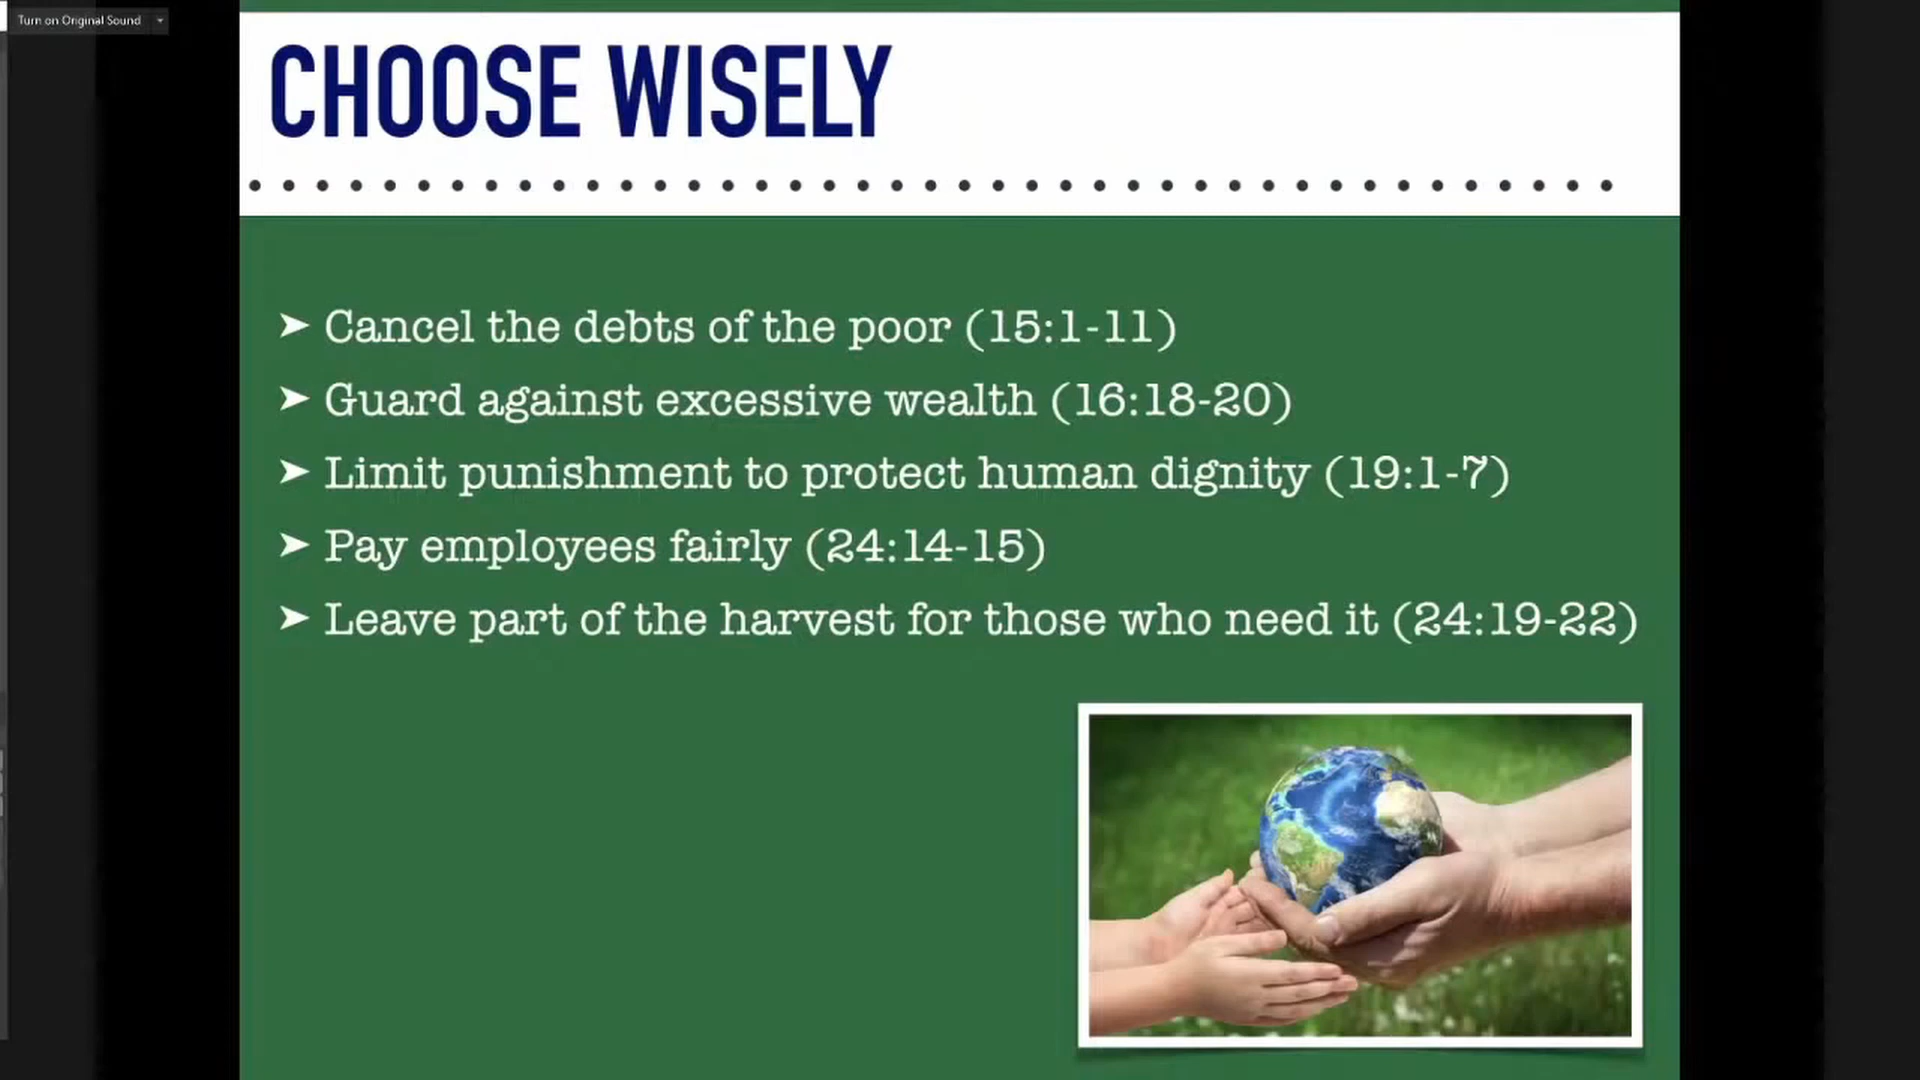 Turn on Original Sound
CHOOSE WISELY
➤ Cancel the debts of the poor (15:1-11)
➤ Guard against excessive wealth (16:18-20)
➤ Limit punishment to protect human dignity (19:1-7)
➤ Pay employees fairly (24:14-15)
➤ Leave part of the harvest for those who need it (24:19-22)